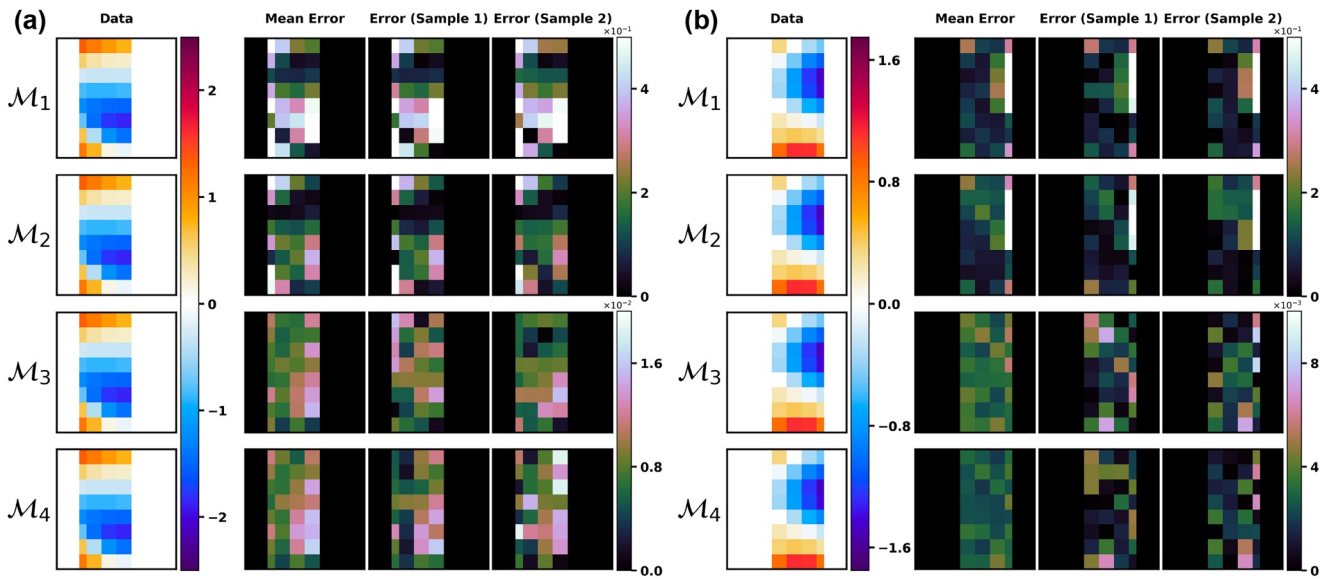 (a)
Data
Mean Error
Error (Sample 1)
Error (Sample 2)
×10⁻¹
M₁
M₂
M₃
M₄
2
1
0
−1
−2
4
2
0
×10⁻²
1.6
0.8
0.0
(b)
Data
Mean Error
Error (Sample 1)
Error (Sample 2)
×10⁻¹
M₁
M₂
M₃
M₄
1.6
0.8
0.0
−0.8
−1.6
4
2
0
×10⁻³
8
4
0